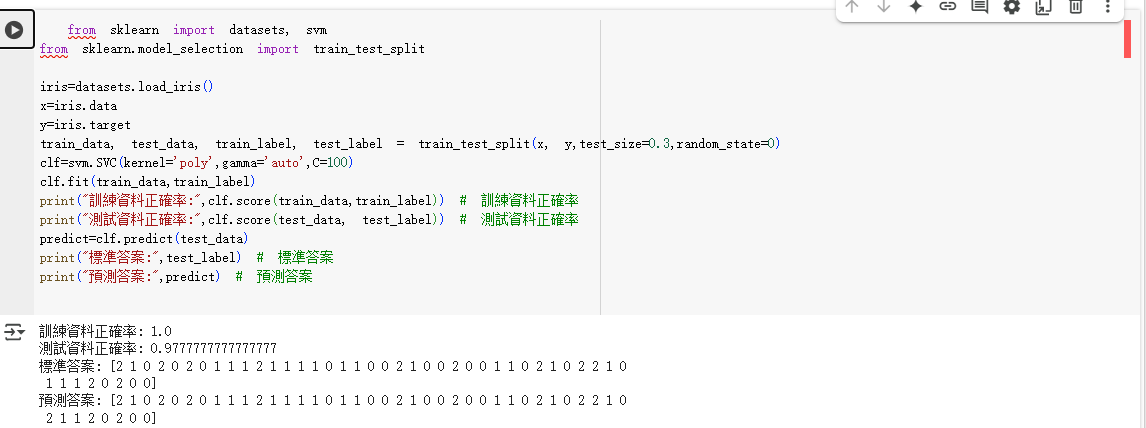 from sklearn import datasets, svm
from sklearn.model_selection import train_test_split
iris=datasets.load_iris()
x=iris.data
y=iris.target
train_data, test_data, train_label, test_label = train_test_split(x, y,test_size=0.3,random_state=0)
clf=svm.SVC(kernel='poly',gamma='auto',C=100)
clf.fit(train_data,train_label)
print("訓練資料正確率:",clf.score(train_data,train_label)) # 訓練資料正確率
print("測試資料正確率:",clf.score(test_data, test_label)) # 測試資料正確率
predict=clf.predict(test_data)
print("標準答案:",test_label) # 標準答案
print("預測答案:",predict) # 預測答案
訓練資料正確率: 1.0
測試資料正確率: 0.9777777777777777
標準答案: [2 1 0 2 0 2 0 1 1 1 2 1 1 1 1 0 1 1 0 0 2 1 0 0 2 0 0 1 1 0 2 1 0 2 2 1 0
1 1 1 2 0 2 0 0]
預測答案: [2 1 0 2 0 2 0 1 1 1 2 1 1 1 1 0 1 1 0 0 2 1 0 0 2 0 0 1 1 0 2 1 0 2 2 1 0
2 1 1 2 0 2 0 0]